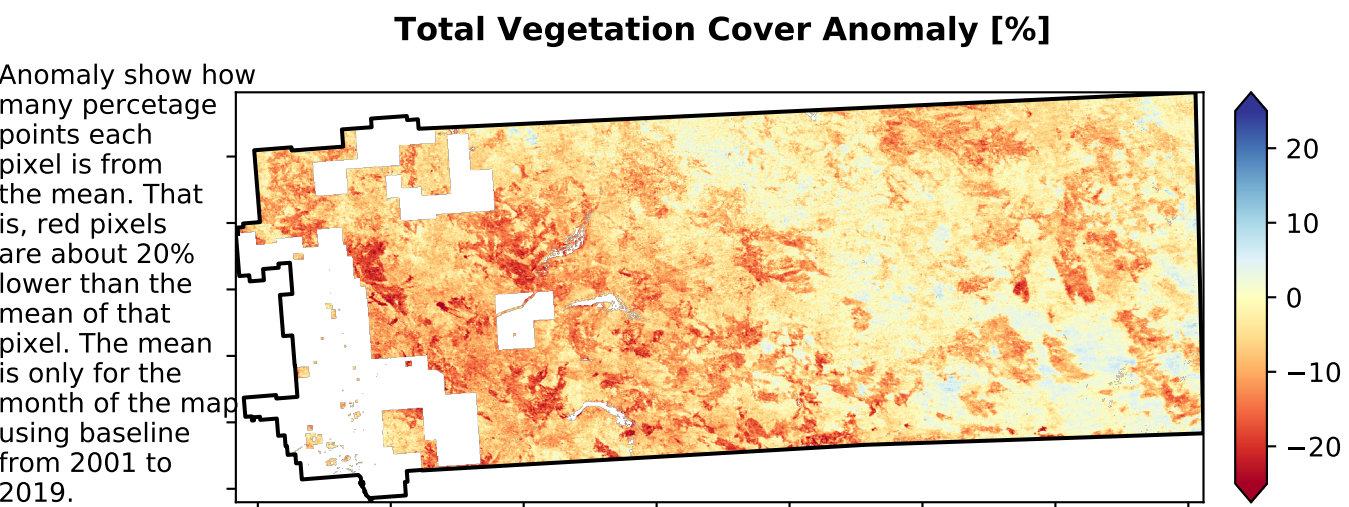 Total Vegetation Cover Anomaly [%]
Anomaly show how
many percetage
points each
pixel is from
the mean. That
is, red pixels
are about 20%
lower than the
mean of that
pixel. The mean
is only for the
month of the map
using baseline
from 2001 to
2019.
20
10
0
−10
−20